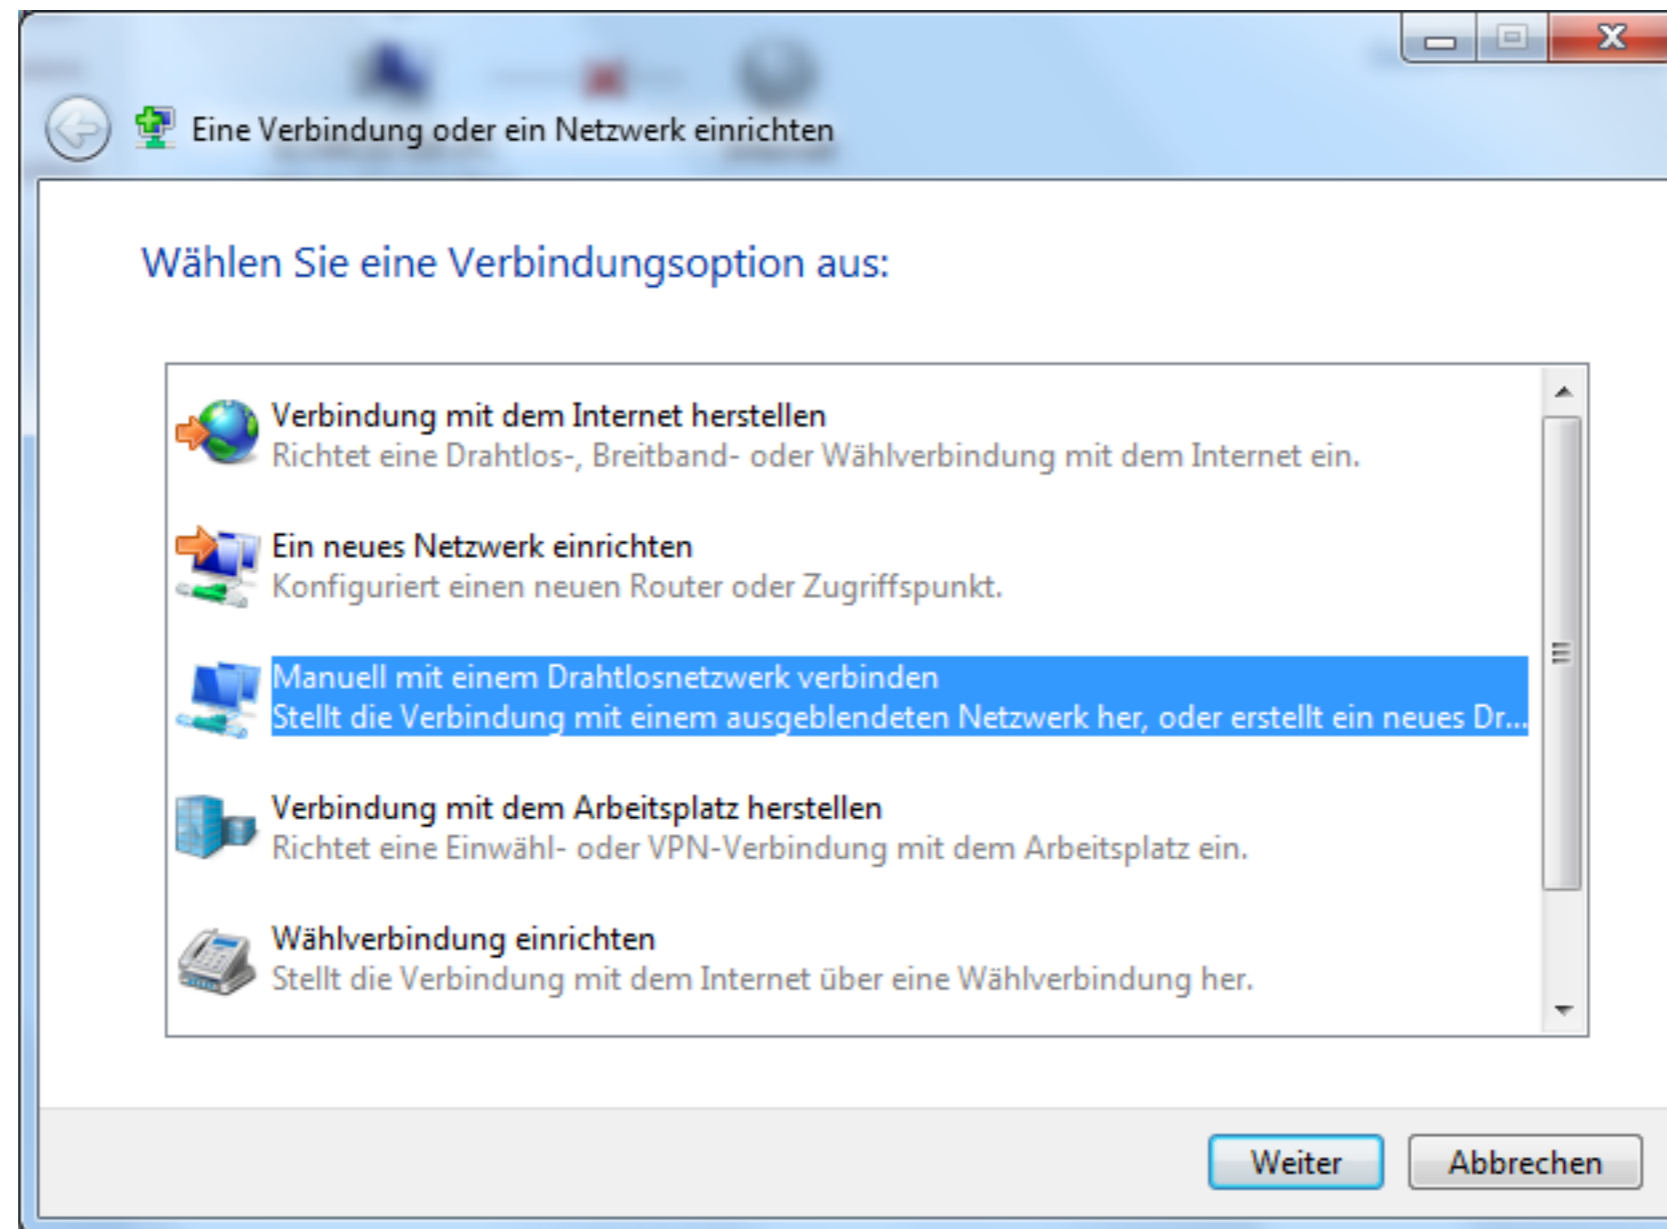 Eine Verbindung oder ein Netzwerk einrichten
Wählen Sie eine Verbindungsoption aus:
Verbindung mit dem Internet herstellen
Richtet eine Drahtlos-, Breitband- oder Wählverbindung mit dem Internet ein.
Ein neues Netzwerk einrichten
Konfiguriert einen neuen Router oder Zugriffspunkt.
Manuell mit einem Drahtlosnetzwerk verbinden
Stellt die Verbindung mit einem ausgeblendeten Netzwerk her, oder erstellt ein neues Dr...
Verbindung mit dem Arbeitsplatz herstellen
Richtet eine Einwähl- oder VPN-Verbindung mit dem Arbeitsplatz ein.
Wählverbindung einrichten
Stellt die Verbindung mit dem Internet über eine Wählverbindung her.
Weiter
Abbrechen